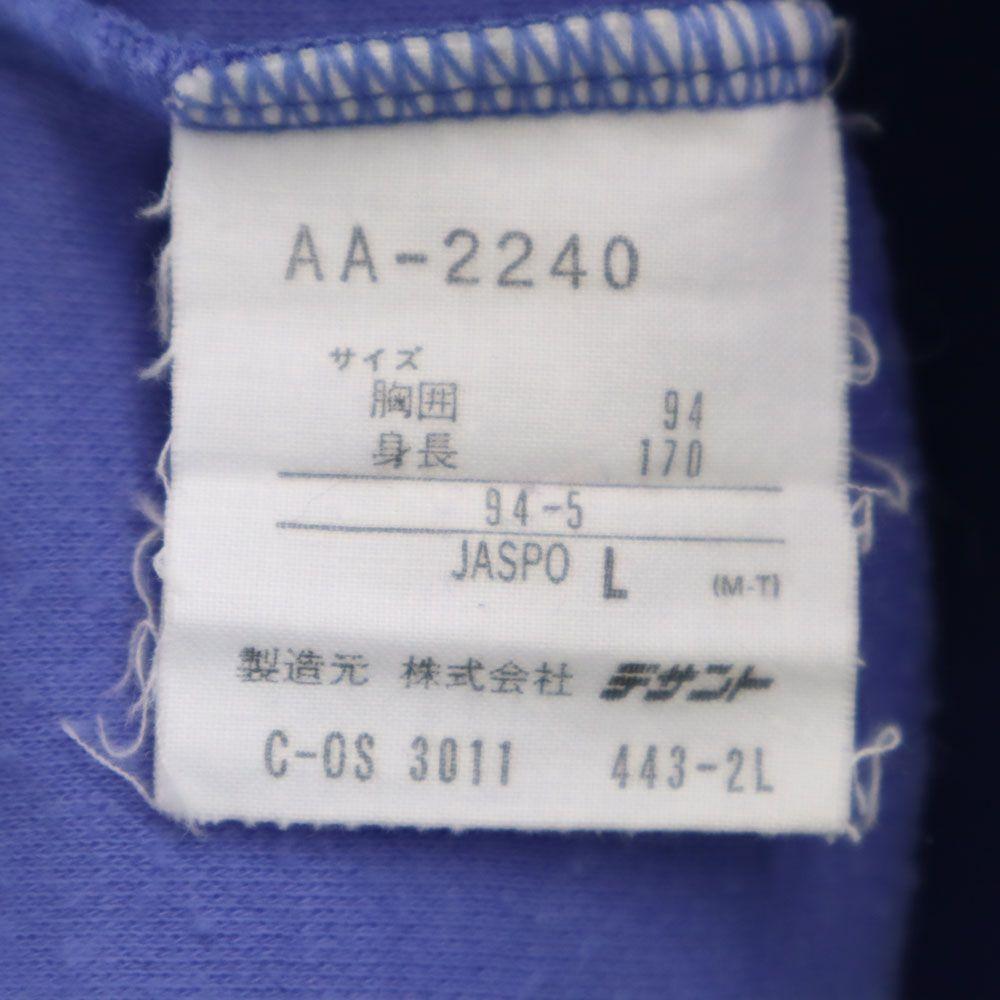 AA-2240
サイズ
胸囲 94
身長 170
94-5
JASPO L (M-T)
製造元 株式会社 デサント
C-OS 3011 443-2L